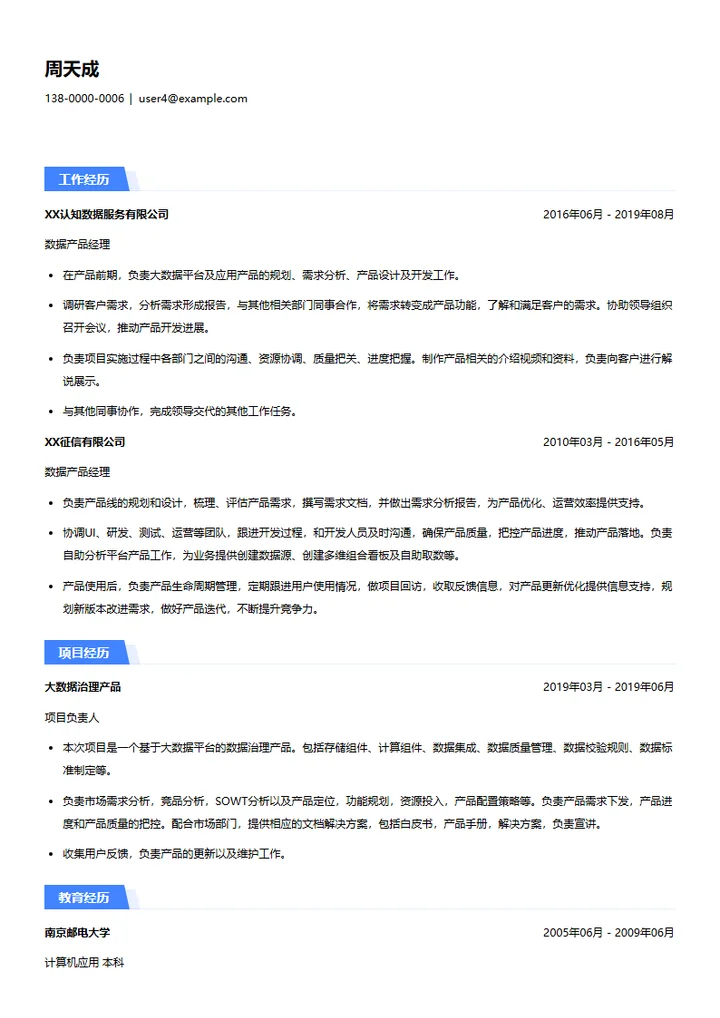 周天成
138-0000-0006 | user4@example.com
工作经历
XX认知数据服务有限公司 2016年06月 - 2019年08月
数据产品经理
• 在产品前期，负责大数据平台及应用产品的规划、需求分析、产品设计及开发工作。
• 调研客户需求，分析需求形成报告，与其他相关部门同事合作，将需求转变成产品功能，了解和满足客户的需求。协助领导组织
召开会议，推动产品开发进展。
• 负责项目实施过程中各部门之间的沟通、资源协调、质量把关、进度把握。制作产品相关的介绍视频和资料，负责向客户进行解
说展示。
• 与其他同事协作，完成领导交代的其他工作任务。
XX征信有限公司 2010年03月 - 2016年05月
数据产品经理
• 负责产品线的规划和设计，梳理、评估产品需求，撰写需求文档，并做出需求分析报告，为产品优化、运营效率提供支持。
• 协调UI、研发、测试、运营等团队，跟进开发过程，和开发人员及时沟通，确保产品质量，把控产品进度，推动产品落地。负责
自助分析平台产品工作，为业务提供创建数据源、创建多维组合看板及自助取数等。
• 产品使用后，负责产品生命周期管理，定期跟进用户使用情况，做项目回访，收取反馈信息，对产品更新优化提供信息支持，规
划新版本改进需求，做好产品迭代，不断提升竞争力。
项目经历
大数据治理产品 2019年03月 - 2019年06月
项目负责人
• 本次项目是一个基于大数据平台的数据治理产品。包括存储组件、计算组件、数据集成、数据质量管理、数据校验规则、数据标
准制定等。
• 负责市场需求分析，竞品分析，SOWT分析以及产品定位，功能规划，资源投入，产品配置策略等。负责产品需求下发，产品进
度和产品质量的把控。配合市场部门，提供相应的文档解决方案，包括白皮书，产品手册，解决方案，负责宣讲。
• 收集用户反馈，负责产品的更新以及维护工作。
教育经历
南京邮电大学 2005年06月 - 2009年06月
计算机应用 本科